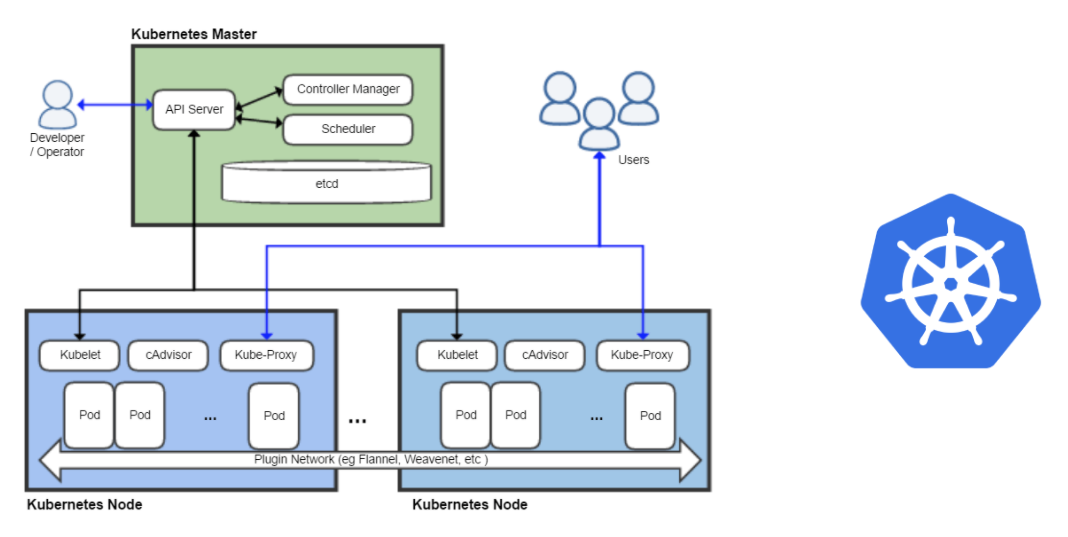 Kubernetes Master
API Server
Controller Manager
Scheduler
etcd
Developer
/ Operator
Users
Kubelet
cAdvisor
Kube-Proxy
Pod
Pod
...
Pod
Kubernetes Node
...
Kubelet
cAdvisor
Kube-Proxy
Pod
Pod
...
Pod
Plugin Network (eg Flannel, Weavenet, etc )
Kubernetes Node